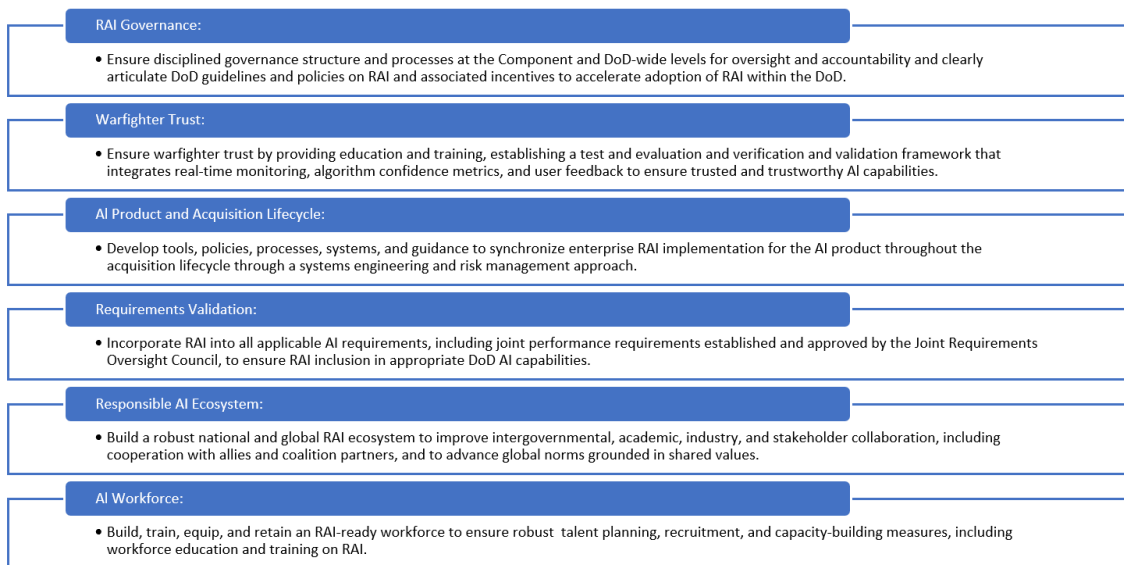 RAI Governance:
• Ensure disciplined governance structure and processes at the Component and DoD-wide levels for oversight and accountability and clearly
articulate DoD guidelines and policies on RAI and associated incentives to accelerate adoption of RAI within the DoD.
Warfighter Trust:
• Ensure warfighter trust by providing education and training, establishing a test and evaluation and verification and validation framework that
integrates real-time monitoring, algorithm confidence metrics, and user feedback to ensure trusted and trustworthy AI capabilities.
AI Product and Acquisition Lifecycle:
• Develop tools, policies, processes, systems, and guidance to synchronize enterprise RAI implementation for the AI product throughout the
acquisition lifecycle through a systems engineering and risk management approach.
Requirements Validation:
• Incorporate RAI into all applicable AI requirements, including joint performance requirements established and approved by the Joint Requirements
Oversight Council, to ensure RAI inclusion in appropriate DoD AI capabilities.
Responsible AI Ecosystem:
• Build a robust national and global RAI ecosystem to improve intergovernmental, academic, industry, and stakeholder collaboration, including
cooperation with allies and coalition partners, and to advance global norms grounded in shared values.
AI Workforce:
• Build, train, equip, and retain an RAI-ready workforce to ensure robust talent planning, recruitment, and capacity-building measures, including
workforce education and training on RAI.